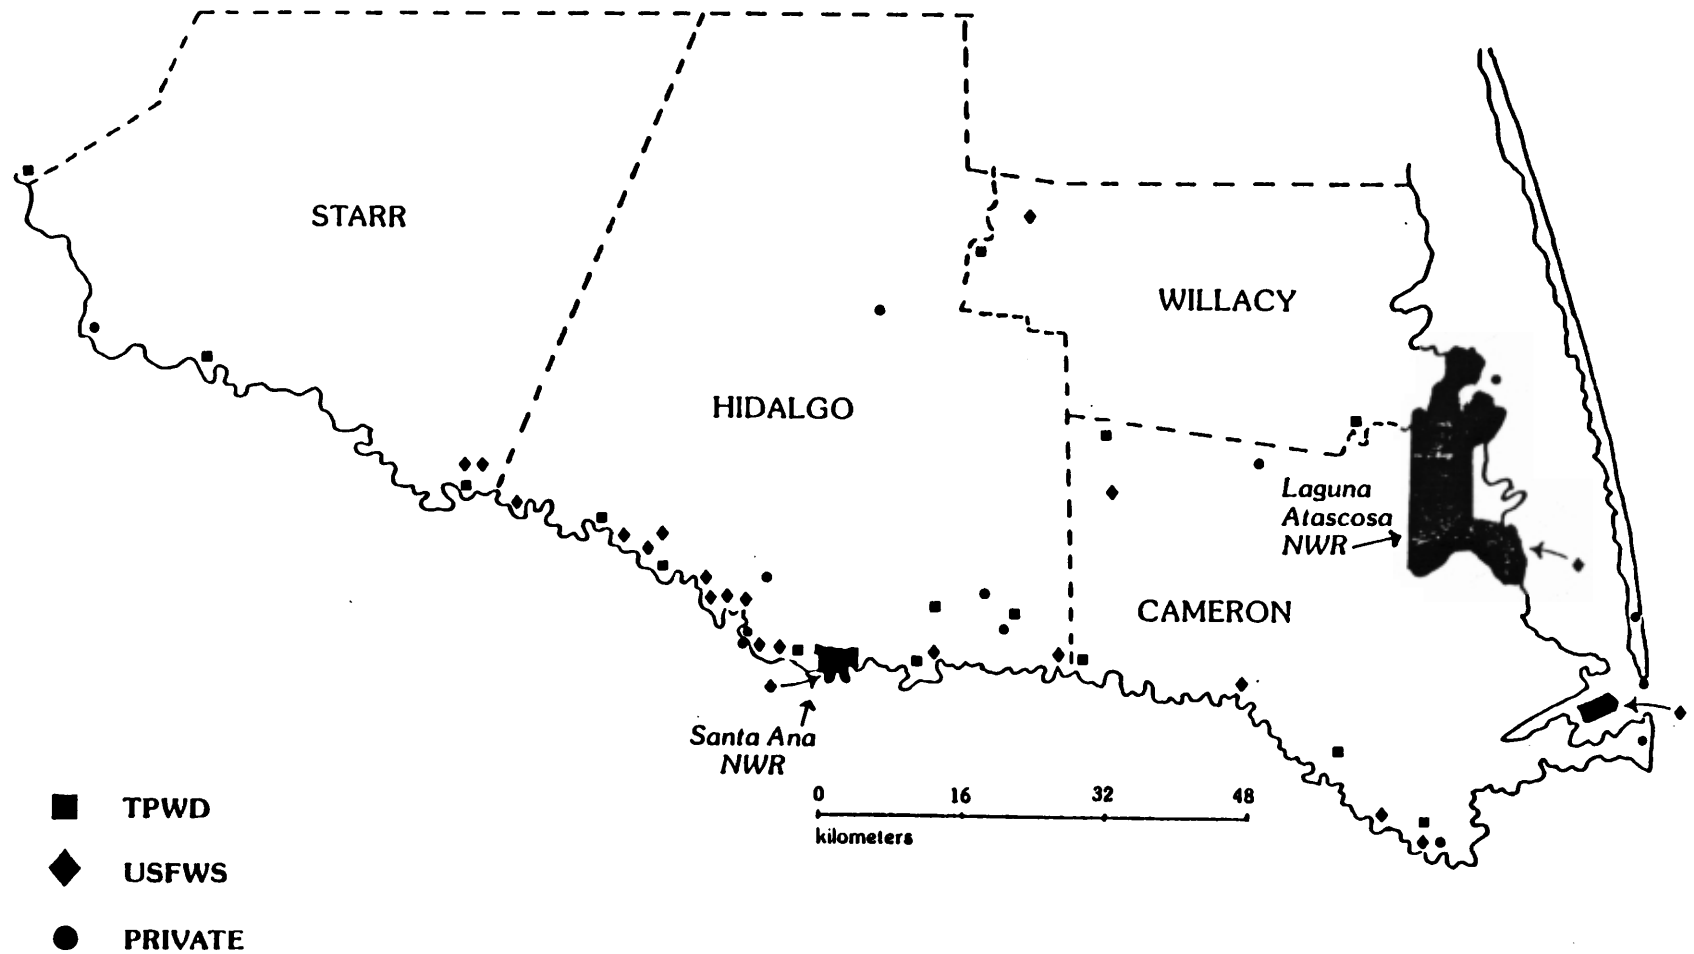 STARR
WILLACY
HIDALGO
Laguna
Atascosa
NWR
CAMERON
Santa Ana
NWR
0 16 32 48
kilometers
TPWD
USFWS
PRIVATE